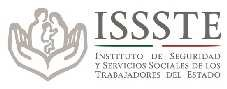 ISSSTE
INSTITUTO DE SEGURIDAD
Y SERVICIOS SOCIALES DE LOS
TRABAJADORES DEL ESTADO